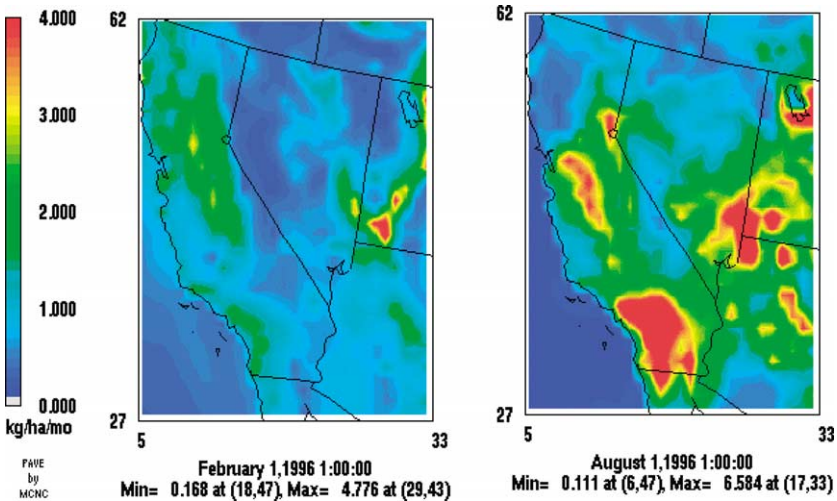 4.000
3.000
2.000
1.000
0.000
kg/ha/mo
PAVE
by
MCNC
62
27
5
33
February 1,1996 1:00:00
Min= 0.168 at (18,47), Max= 4.776 at (29,43)
62
27
5
33
August 1,1996 1:00:00
Min= 0.111 at (6,47), Max= 6.584 at (17,33)